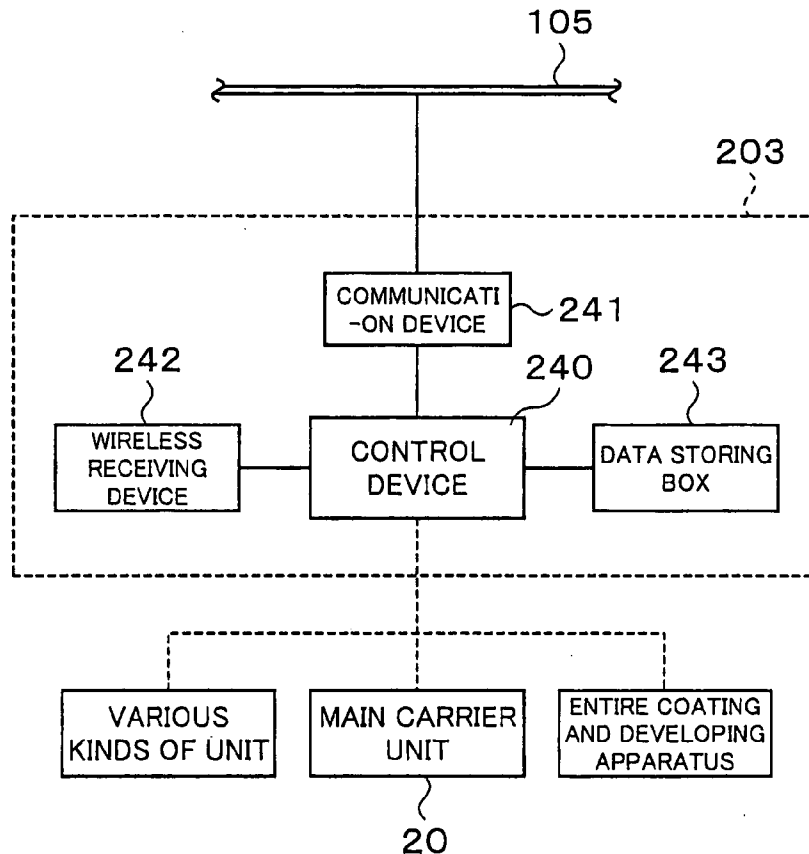 105
203
COMMUNICATI
-ON DEVICE
241
242
240
243
WIRELESS
RECEIVING
DEVICE
CONTROL
DEVICE
DATA STORING
BOX
VARIOUS
KINDS OF UNIT
MAIN CARRIER
UNIT
ENTIRE COATING
AND DEVELOPING
APPARATUS
20